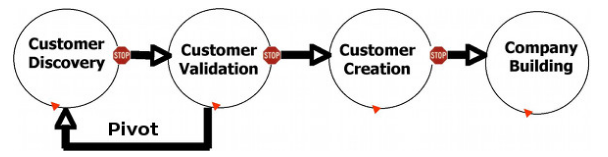 Customer
Discovery
STOP
Customer
Validation
STOP
Customer
Creation
STOP
Company
Building
Pivot